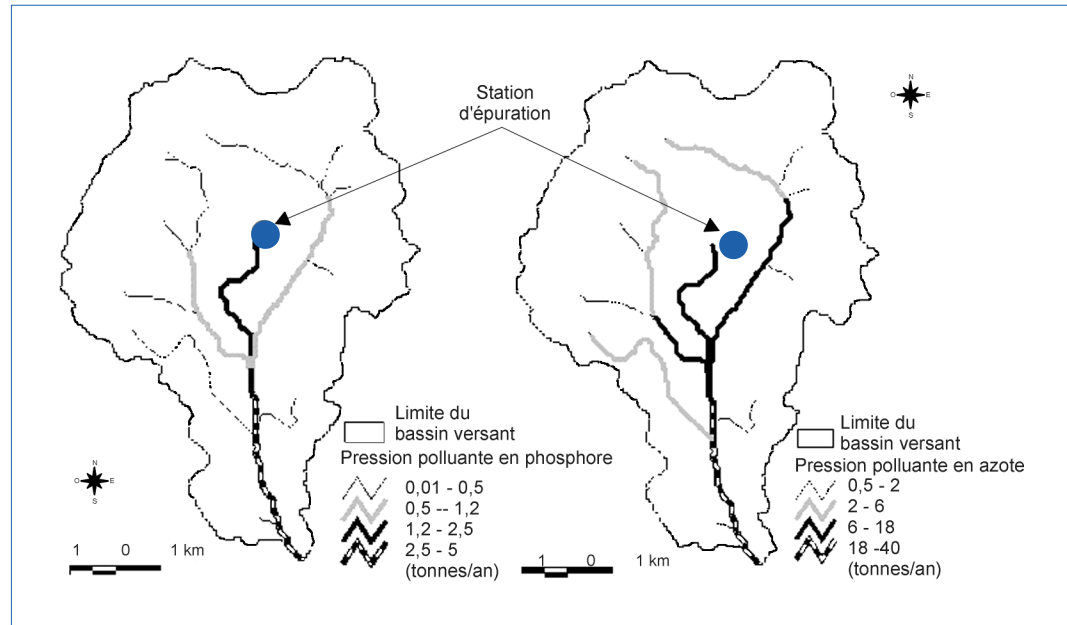 Station
d'épuration
N
O
E
S
N
O
E
S
Limite du
bassin versant
Pression polluante en phosphore
0,01 - 0,5
0,5 -- 1,2
1,2 - 2,5
2,5 - 5
(tonnes/an)
1 0 1 km
Limite du
bassin versant
Pression polluante en azote
0,5 - 2
2 - 6
6 - 18
18 -40
(tonnes/an)
1 0 1 km